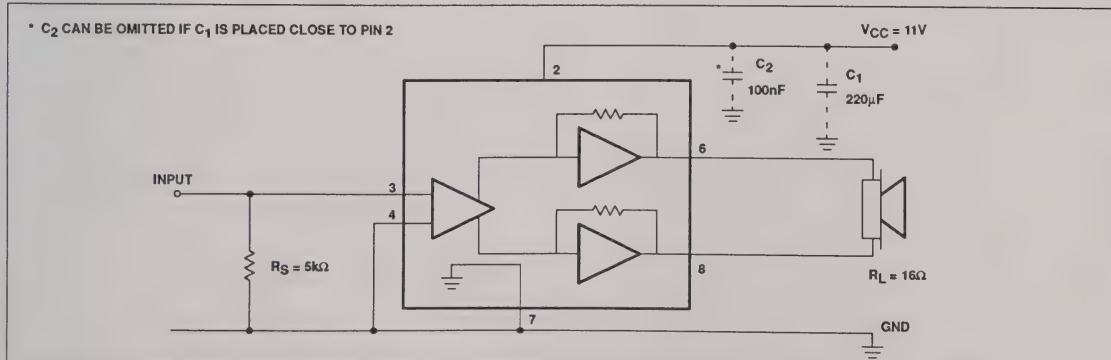 * C2 CAN BE OMITTED IF C1 IS PLACED CLOSE TO PIN 2
VCC = 11V
2
*
C2
100nF
C1
220μF
6
INPUT
3
4
RS = 5kΩ
8
RL = 16Ω
7
GND